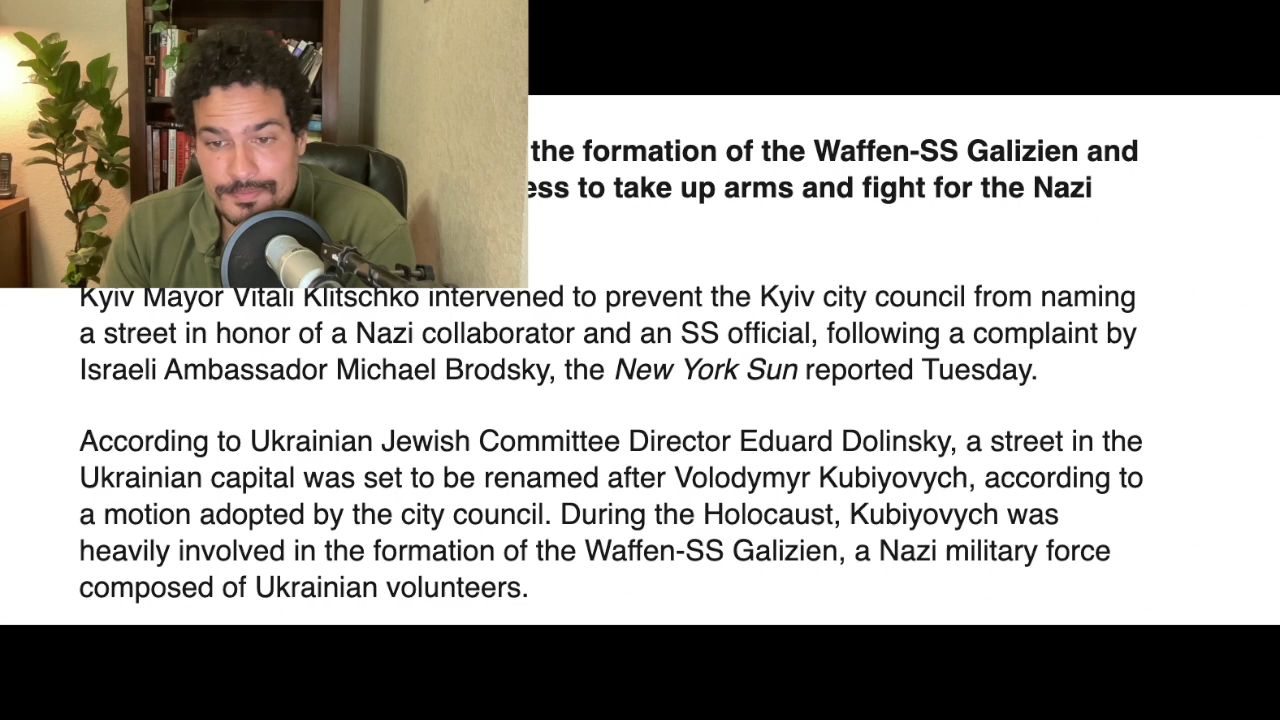 the formation of the Waffen-SS Galizien and
to take up arms and fight for the Nazi
Kyiv Mayor Vitali Klitschko intervened to prevent the Kyiv city council from naming
a street in honor of a Nazi collaborator and an SS official, following a complaint by
Israeli Ambassador Michael Brodsky, the New York Sun reported Tuesday.
According to Ukrainian Jewish Committee Director Eduard Dolinsky, a street in the
Ukrainian capital was set to be renamed after Volodymyr Kubiyovych, according to
a motion adopted by the city council. During the Holocaust, Kubiyovych was
heavily involved in the formation of the Waffen-SS Galizien, a Nazi military force
composed of Ukrainian volunteers.